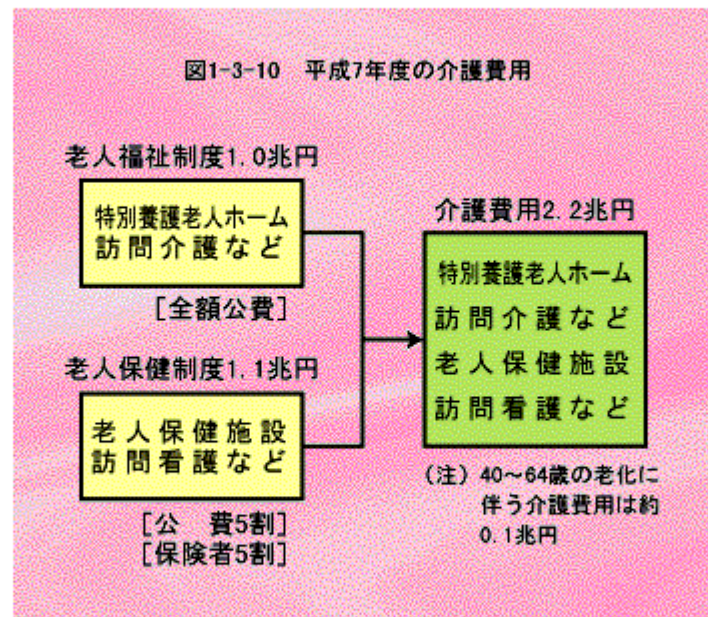 図1-3-10 平成7年度の介護費用
老人福祉制度1.0兆円
特別養護老人ホーム
訪問介護など
[全額公費]
老人保健制度1.1兆円
老人保健施設
訪問看護など
[公 費5割]
[保険者5割]
介護費用2.2兆円
特別養護老人ホーム
訪問介護など
老人保健施設
訪問看護など
(注) 40~64歳の老化に
伴う介護費用は約
0.1兆円